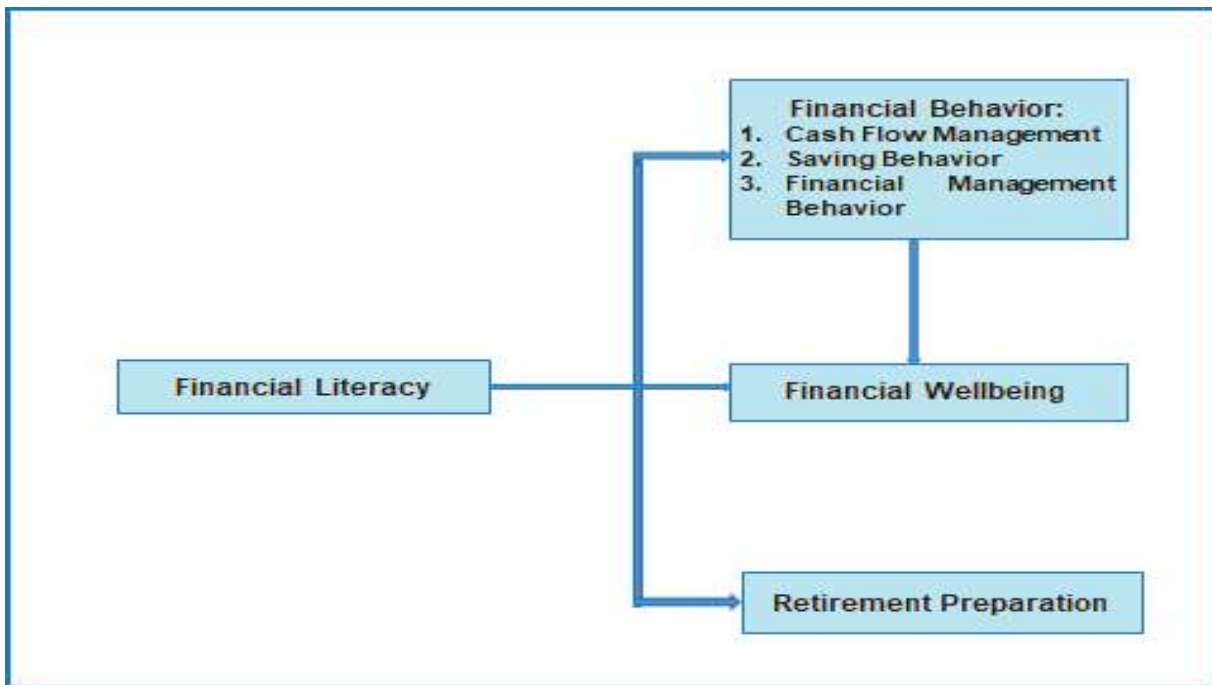 Financial Behavior:
1. Cash Flow Management
2. Saving Behavior
3. Financial Management
Behavior
Financial Literacy
Financial Wellbeing
Retirement Preparation